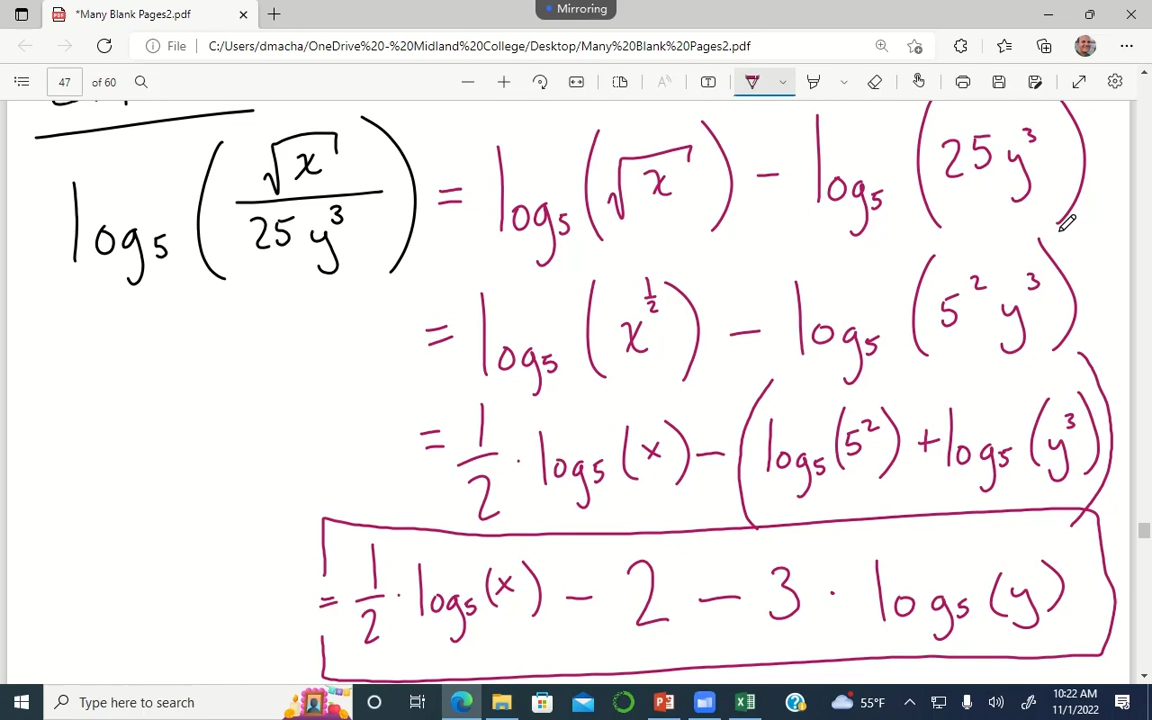 *Many Blank Pages2.pdf
Mirroring
File C:/Users/dmacha/OneDrive%20-%20Midland%20College/Desktop/Many%20Blank%20Pages2.pdf
47 of 60
log₅(√x / 25y³) = log₅(√x) − log₅(25y³)
= log₅(x^½) − log₅(5²y³)
= ½ · log₅(x) − (log₅(5²) + log₅(y³))
= ½ · log₅(x) − 2 − 3 · log₅(y)
Type here to search
55°F
10:22 AM
11/1/2022